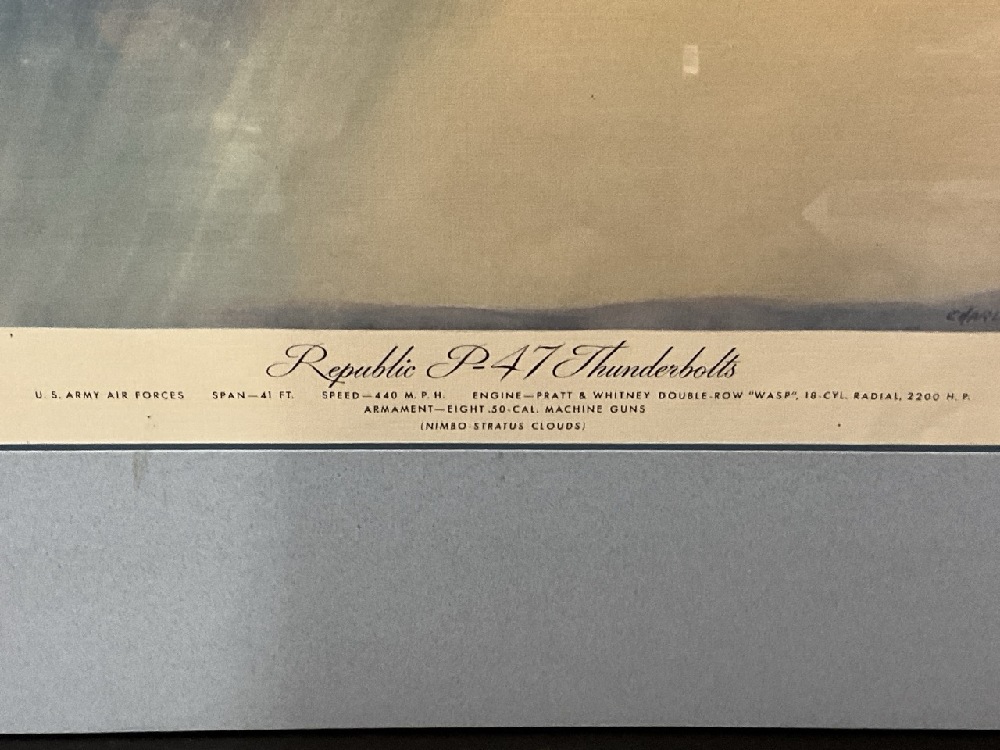 Republic P-47 Thunderbolts
U. S. ARMY AIR FORCES SPAN—41 FT. SPEED—440 M. P. H. ENGINE—PRATT & WHITNEY DOUBLE-ROW "WASP", 18-CYL. RADIAL, 2200 H. P.
ARMAMENT—EIGHT .50-CAL. MACHINE GUNS
(NIMBO STRATUS CLOUDS)